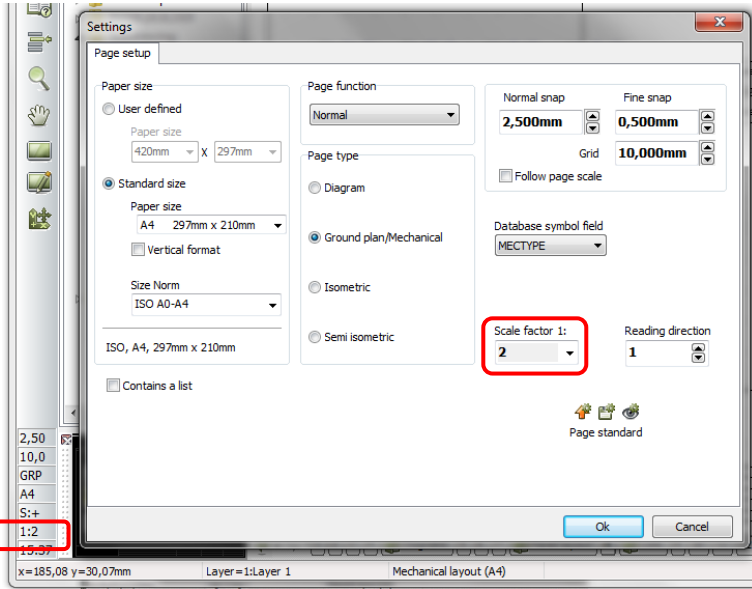 Settings
Page setup
Paper size
User defined
Paper size
420mm X 297mm
Standard size
Paper size
A4 297mm x 210mm
Vertical format
Size Norm
ISO A0-A4
ISO, A4, 297mm x 210mm
Contains a list
Page function
Normal
Page type
Diagram
Ground plan/Mechanical
Isometric
Semi isometric
Normal snap Fine snap
2,500mm 0,500mm
Grid 10,000mm
Follow page scale
Database symbol field
MECTYPE
Scale factor 1: Reading direction
2 1
Page standard
Ok Cancel
2,50
10,0
GRP
A4
S:+
1:2
15:37
x=185,08 y=30,07mm Layer=1:Layer 1 Mechanical layout (A4)